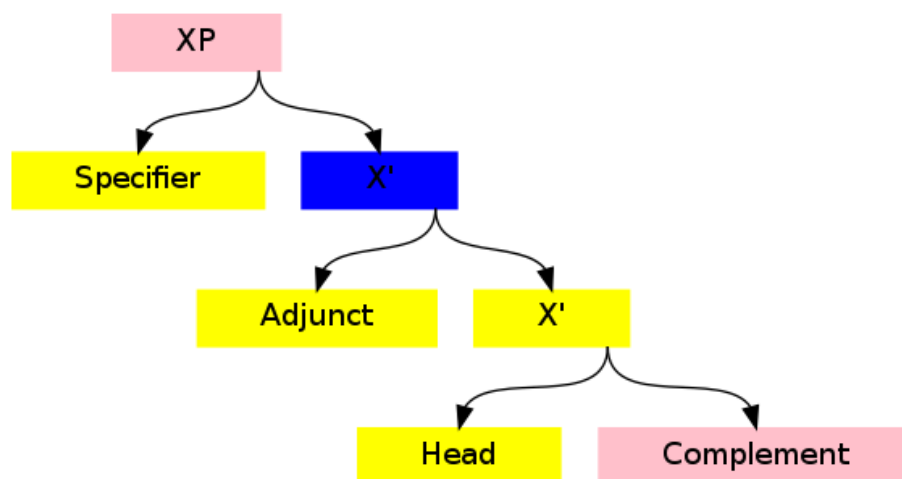 XP
Specifier
X'
Adjunct
X'
Head
Complement